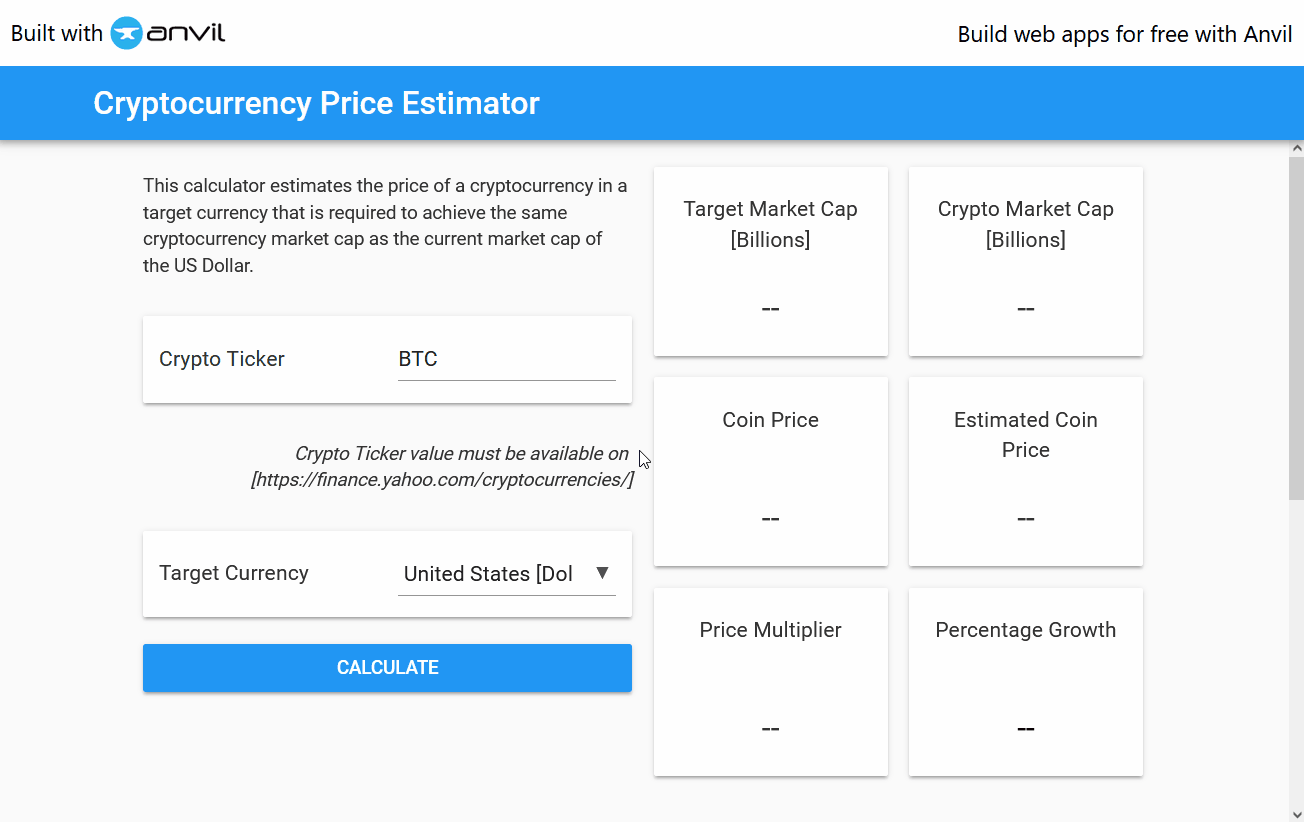 Built with anvil
Build web apps for free with Anvil
Cryptocurrency Price Estimator
This calculator estimates the price of a cryptocurrency in a
target currency that is required to achieve the same
cryptocurrency market cap as the current market cap of
the US Dollar.
Crypto Ticker
BTC
Crypto Ticker value must be available on
[https://finance.yahoo.com/cryptocurrencies/]
Target Currency
United States [Dol
CALCULATE
Target Market Cap
[Billions]
--
Crypto Market Cap
[Billions]
--
Coin Price
--
Estimated Coin
Price
--
Price Multiplier
--
Percentage Growth
--